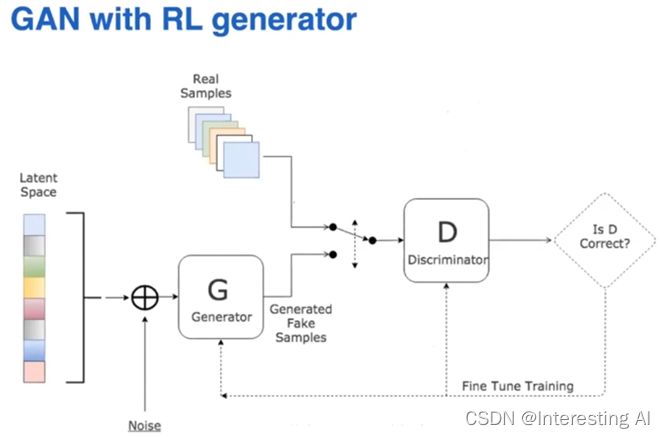 GAN with RL generator
Real
Samples
Latent
Space
G
Generator
Generated
Fake
Samples
D
Discriminator
Is D
Correct?
Fine Tune Training
Noise
CSDN @Interesting AI